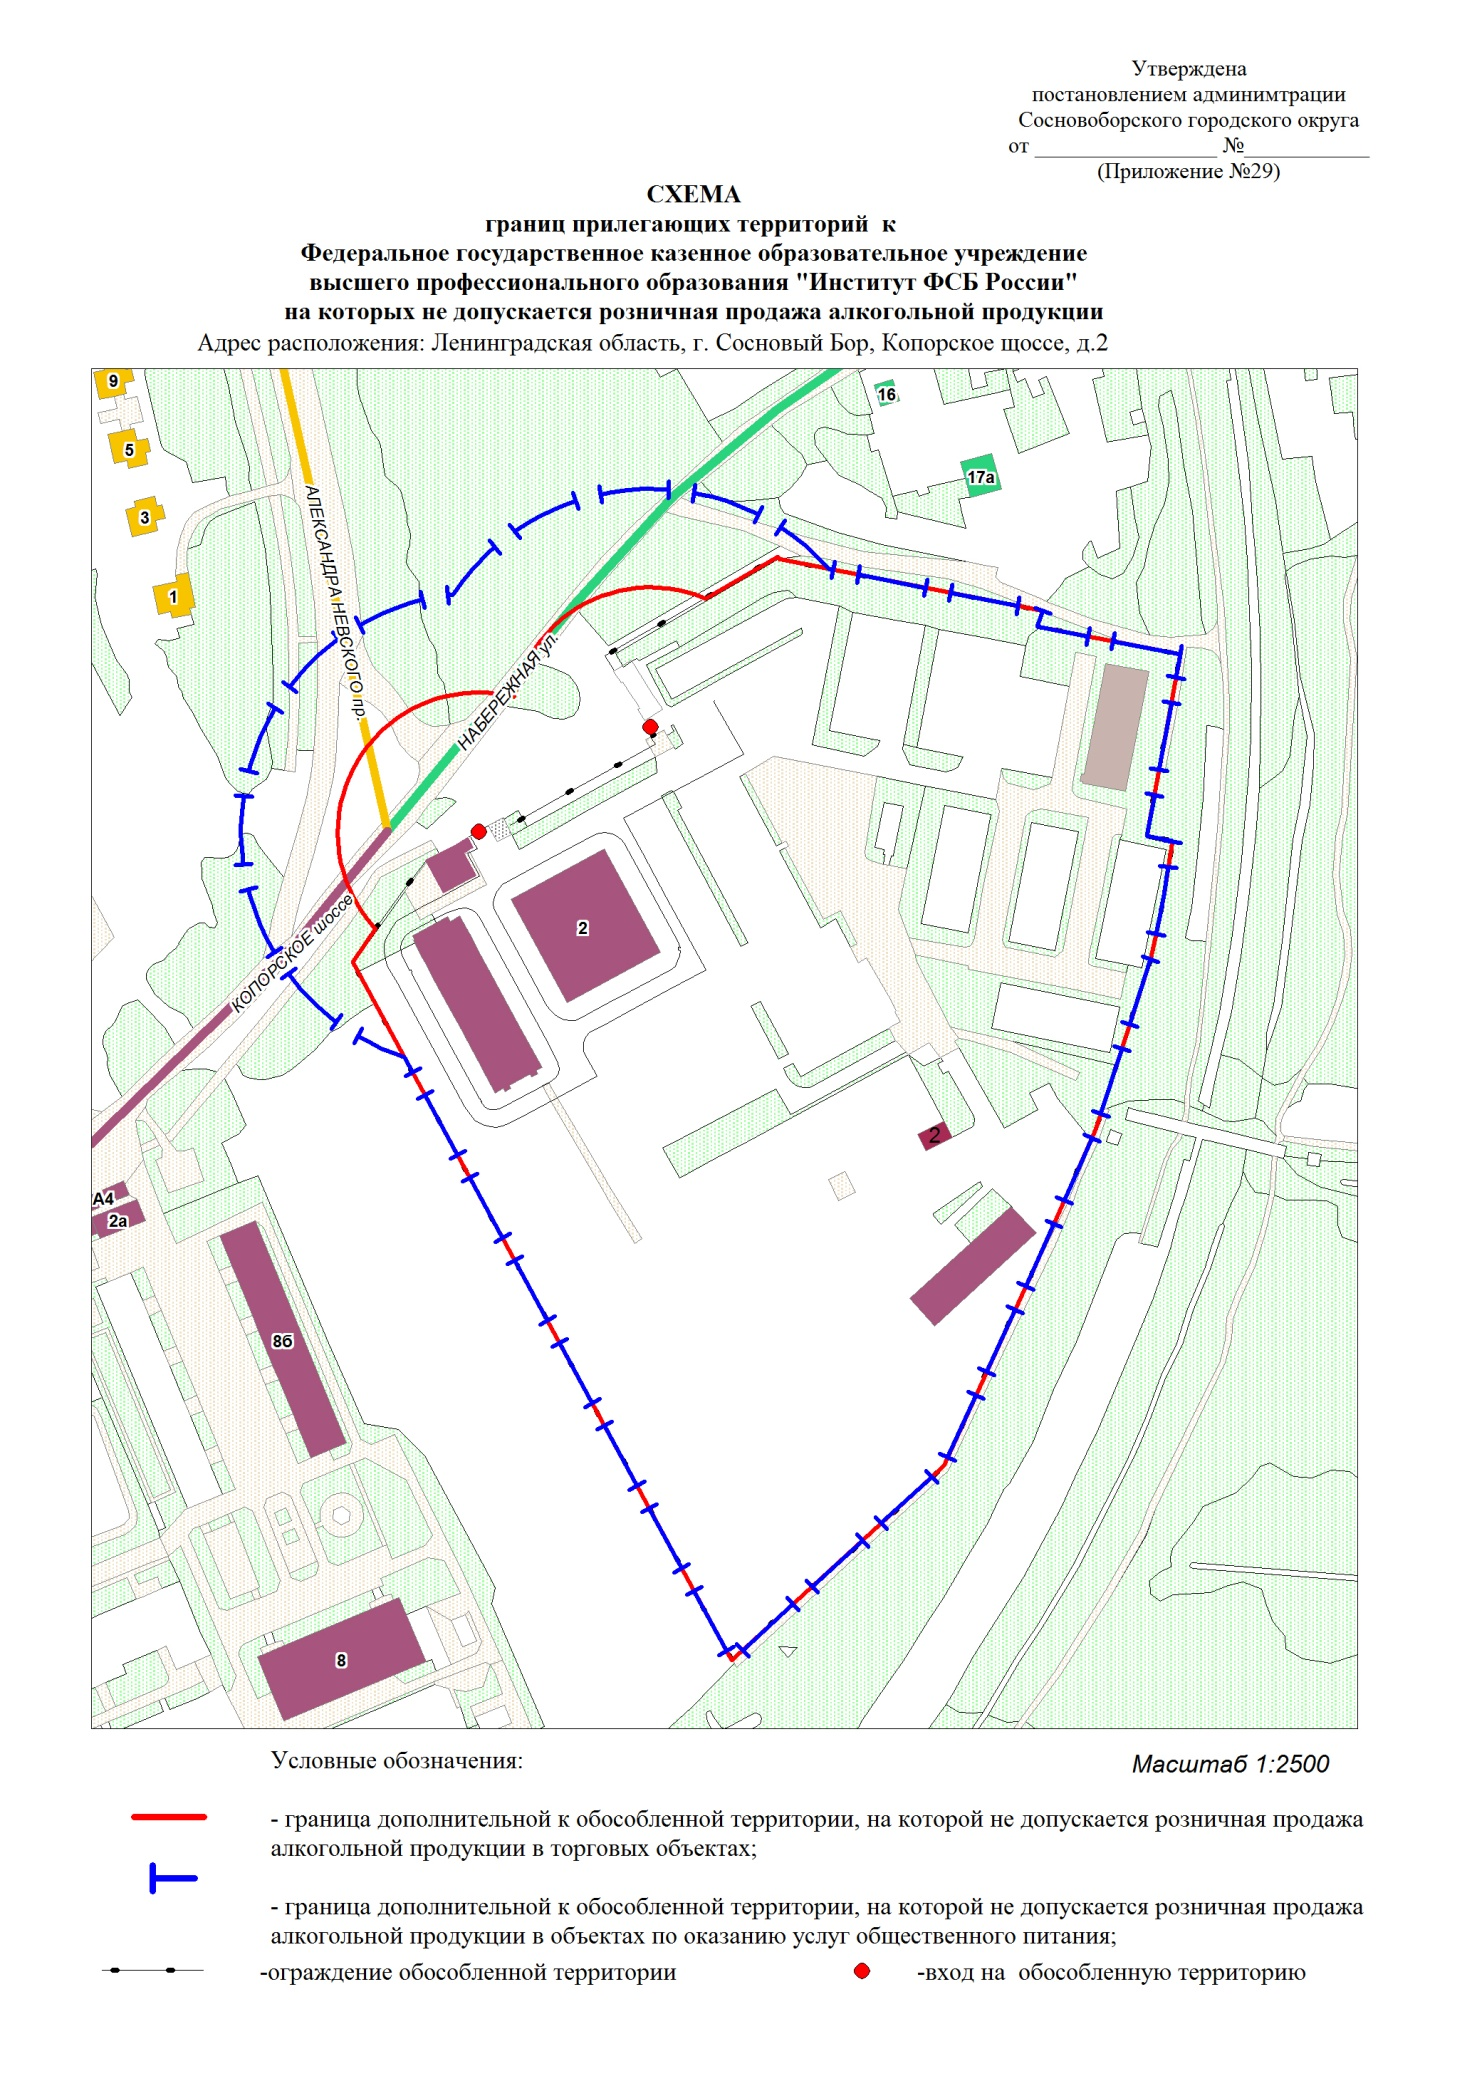 Утверждена
постановлением админимтрации
Сосновоборского городского округа
от _________________ №____________
(Приложение №29)
СХЕМА
границ прилегающих территорий к
Федеральное государственное казенное образовательное учреждение
высшего профессионального образования "Институт ФСБ России"
на которых не допускается розничная продажа алкогольной продукции
Адрес расположения: Ленинградская область, г. Сосновый Бор, Копорское щоссе, д.2
9
16
5
17а
3
1
АЛЕКСАНДРА НЕВСКОГО пр.
НАБЕРЕЖНАЯ ул.
КОПОРСКОЕ шоссе
2
2
А4
2а
8б
8
Условные обозначения:
Масштаб 1:2500
- граница дополнительной к обособленной территории, на которой не допускается розничная продажа
алкогольной продукции в торговых объектах;
- граница дополнительной к обособленной территории, на которой не допускается розничная продажа
алкогольной продукции в объектах по оказанию услуг общественного питания;
-ограждение обособленной территории
-вход на обособленную территорию